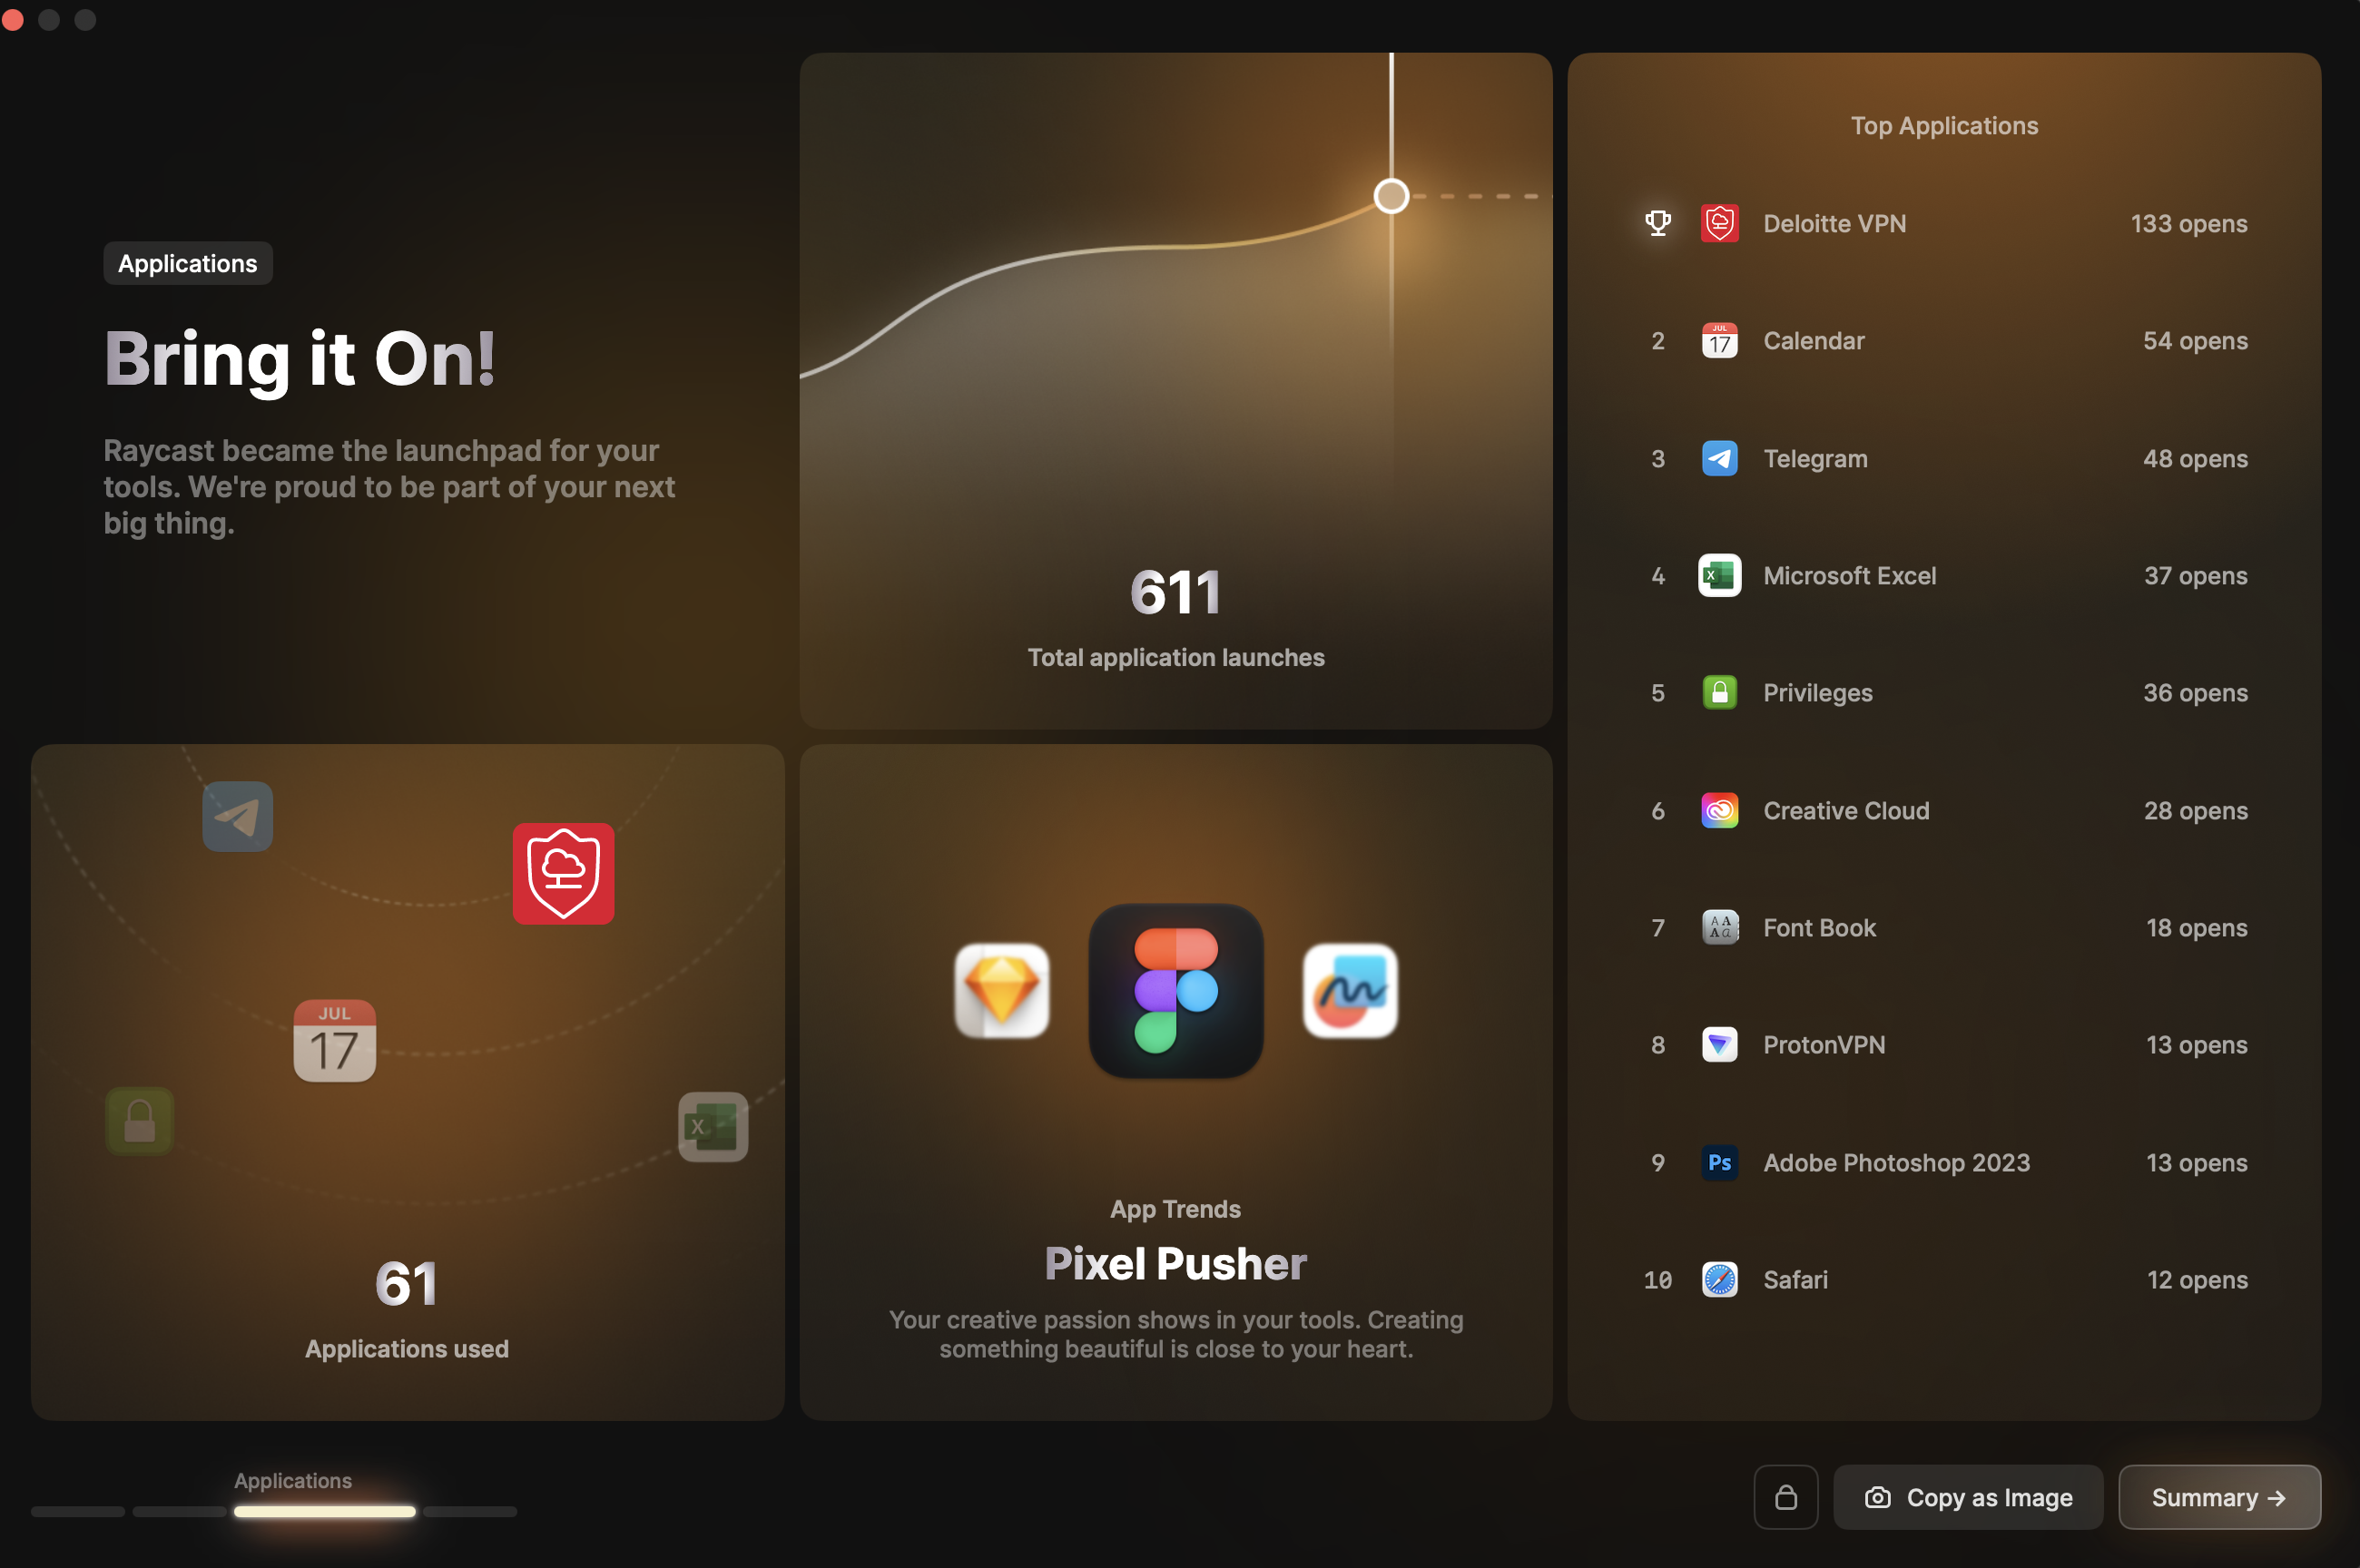 Applications
Bring it On!
Raycast became the launchpad for your
tools. We're proud to be part of your next
big thing.
611
Total application launches
Top Applications
Deloitte VPN 133 opens
2 JUL 17 Calendar 54 opens
3 Telegram 48 opens
4 X Microsoft Excel 37 opens
5 Privileges 36 opens
6 Creative Cloud 28 opens
7 Font Book 18 opens
8 ProtonVPN 13 opens
9 Ps Adobe Photoshop 2023 13 opens
10 Safari 12 opens
JUL
17
X
61
Applications used
App Trends
Pixel Pusher
Your creative passion shows in your tools. Creating
something beautiful is close to your heart.
Applications
Copy as Image
Summary →